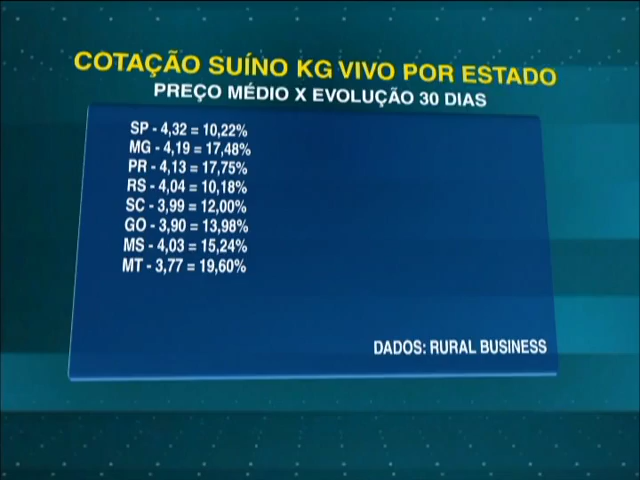 COTAÇÃO SUÍNO KG VIVO POR ESTADO
PREÇO MÉDIO X EVOLUÇÃO 30 DIAS
SP - 4,32 = 10,22%
MG - 4,19 = 17,48%
PR - 4,13 = 17,75%
RS - 4,04 = 10,18%
SC - 3,99 = 12,00%
GO - 3,90 = 13,98%
MS - 4,03 = 15,24%
MT - 3,77 = 19,60%
DADOS: RURAL BUSINESS